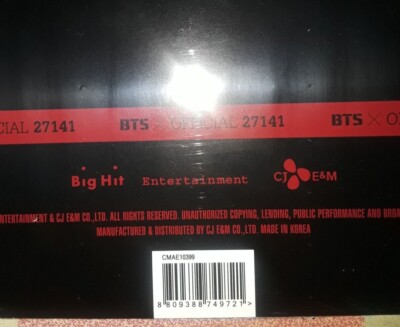 CIAL 27141 BTS × OFFICIAL 27141 BTS × O
Big Hit Entertainment CJ E&M
ENTERTAINMENT & CJ E&M CO.,LTD. ALL RIGHTS RESERVED. UNAUTHORIZED COPYING, LENDING, PUBLIC PERFORMANCE AND BROA
MANUFACTURED & DISTRIBUTED BY CJ E&M CO.,LTD. MADE IN KOREA
CMAE10399
8 809388 749721 >